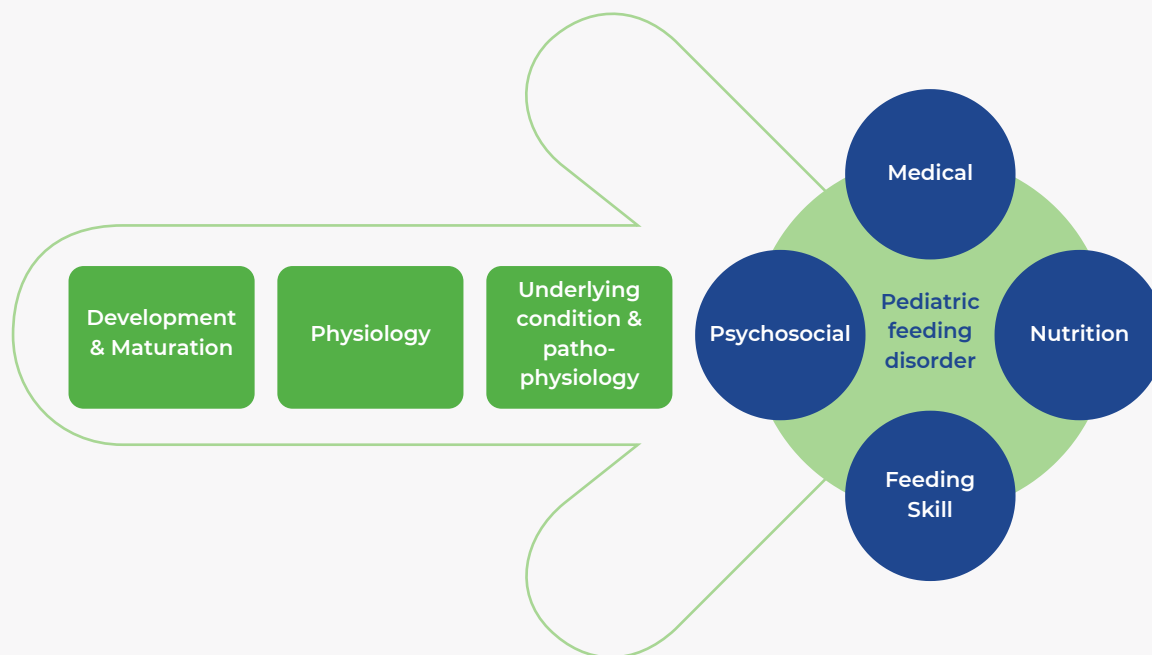 Medical
Development
& Maturation
Physiology
Underlying
condition &
patho-
physiology
Psychosocial
Pediatric
feeding
disorder
Nutrition
Feeding
Skill